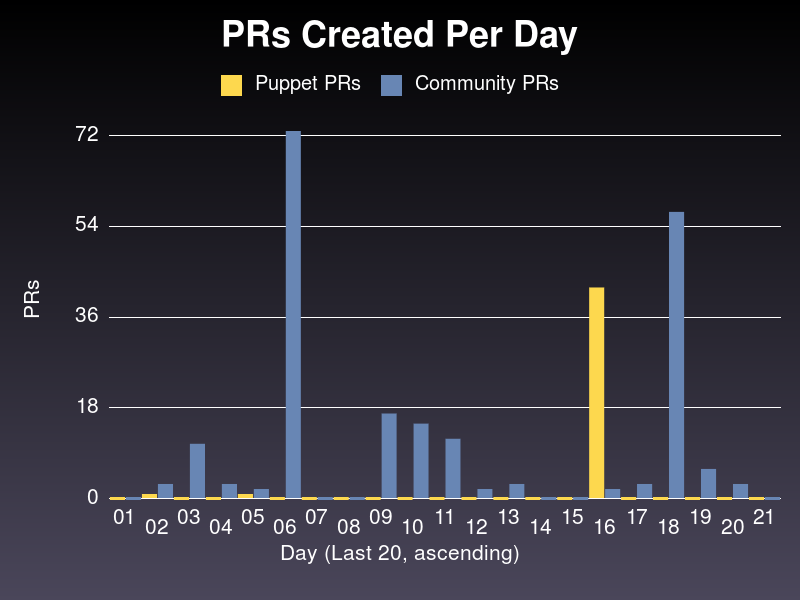 PRs Created Per Day
Puppet PRs Community PRs
72
54
36
18
0
PRs
01 02 03 04 05 06 07 08 09 10 11 12 13 14 15 16 17 18 19 20 21
Day (Last 20, ascending)